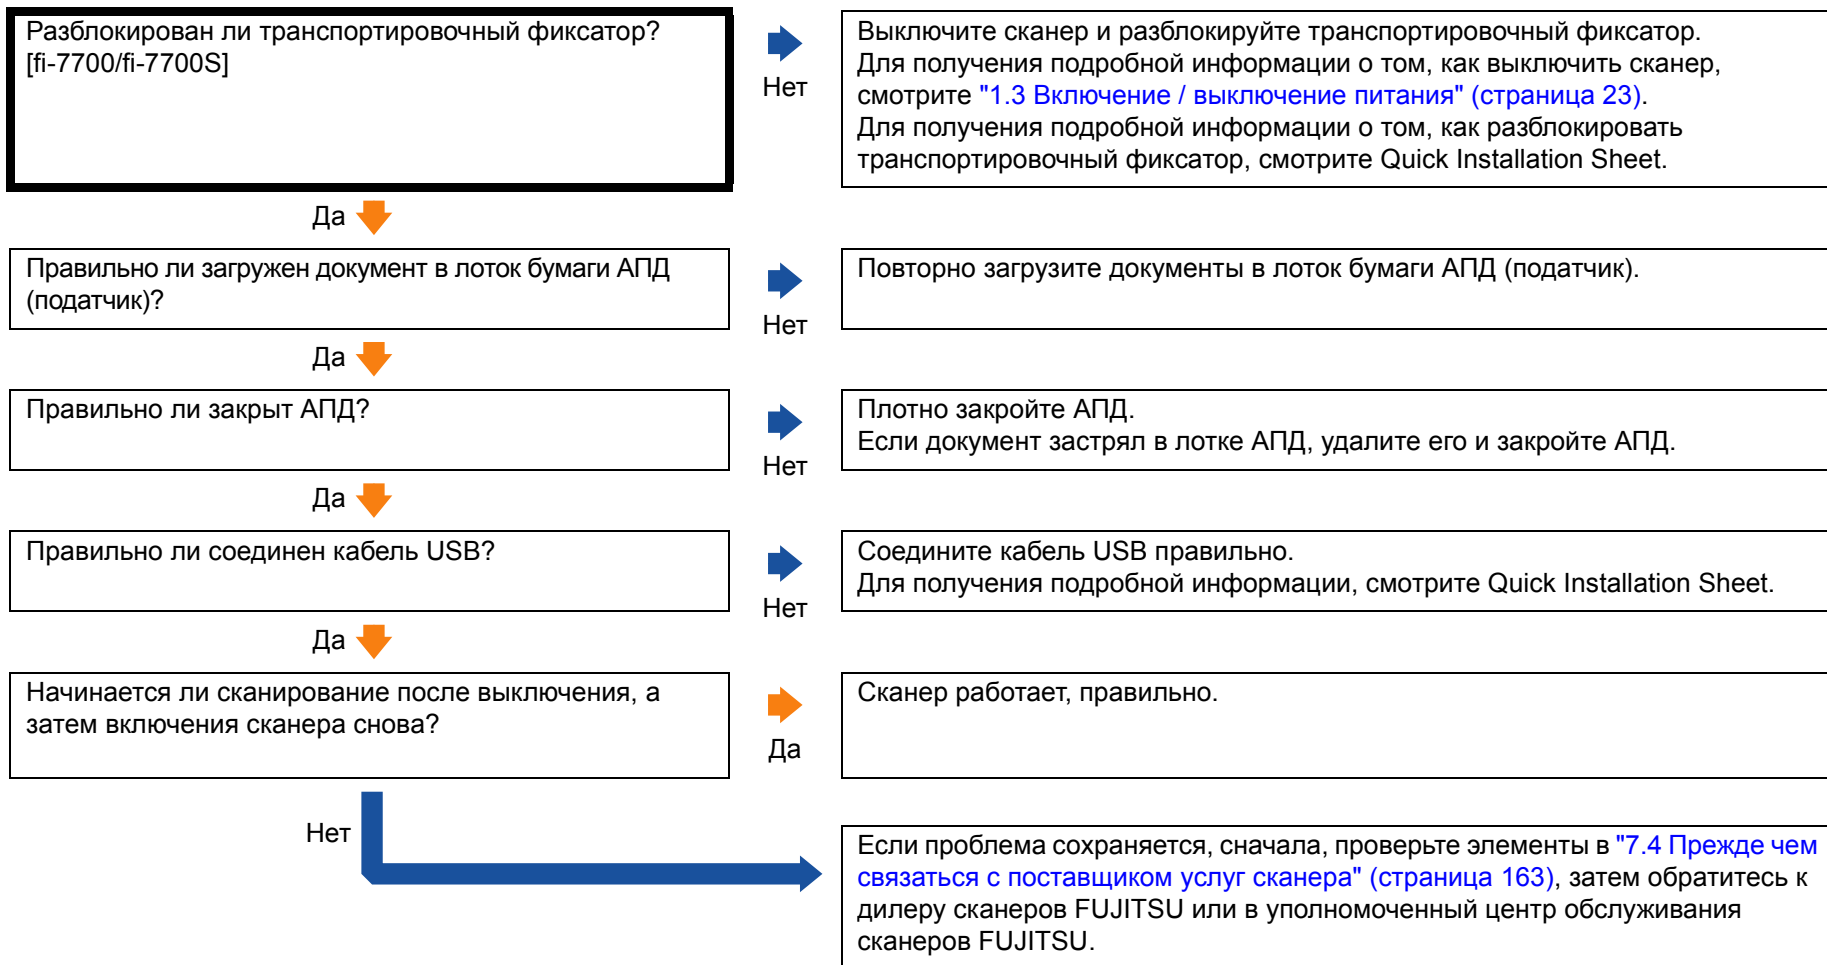 Разблокирован ли транспортировочный фиксатор?
[fi-7700/fi-7700S]
Нет
Выключите сканер и разблокируйте транспортировочный фиксатор.
Для получения подробной информации о том, как выключить сканер,
смотрите "1.3 Включение / выключение питания" (страница 23).
Для получения подробной информации о том, как разблокировать
транспортировочный фиксатор, смотрите Quick Installation Sheet.
Да
Правильно ли загружен документ в лоток бумаги АПД
(податчик)?
Нет
Повторно загрузите документы в лоток бумаги АПД (податчик).
Да
Правильно ли закрыт АПД?
Нет
Плотно закройте АПД.
Если документ застрял в лотке АПД, удалите его и закройте АПД.
Да
Правильно ли соединен кабель USB?
Нет
Соедините кабель USB правильно.
Для получения подробной информации, смотрите Quick Installation Sheet.
Да
Начинается ли сканирование после выключения, а
затем включения сканера снова?
Да
Сканер работает, правильно.
Нет
Если проблема сохраняется, сначала, проверьте элементы в "7.4 Прежде чем
связаться с поставщиком услуг сканера" (страница 163), затем обратитесь к
дилеру сканеров FUJITSU или в уполномоченный центр обслуживания
сканеров FUJITSU.